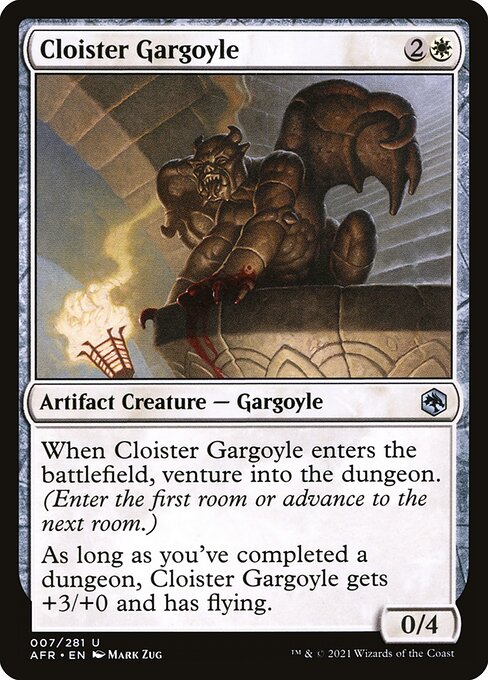 Cloister Gargoyle 2
Artifact Creature — Gargoyle
When Cloister Gargoyle enters the
battlefield, venture into the dungeon.
(Enter the first room or advance to the
next room.)
As long as you've completed a
dungeon, Cloister Gargoyle gets
+3/+0 and has flying.
0/4
007/281 U
AFR • EN Mark Zug
™ & © 2021 Wizards of the Coast